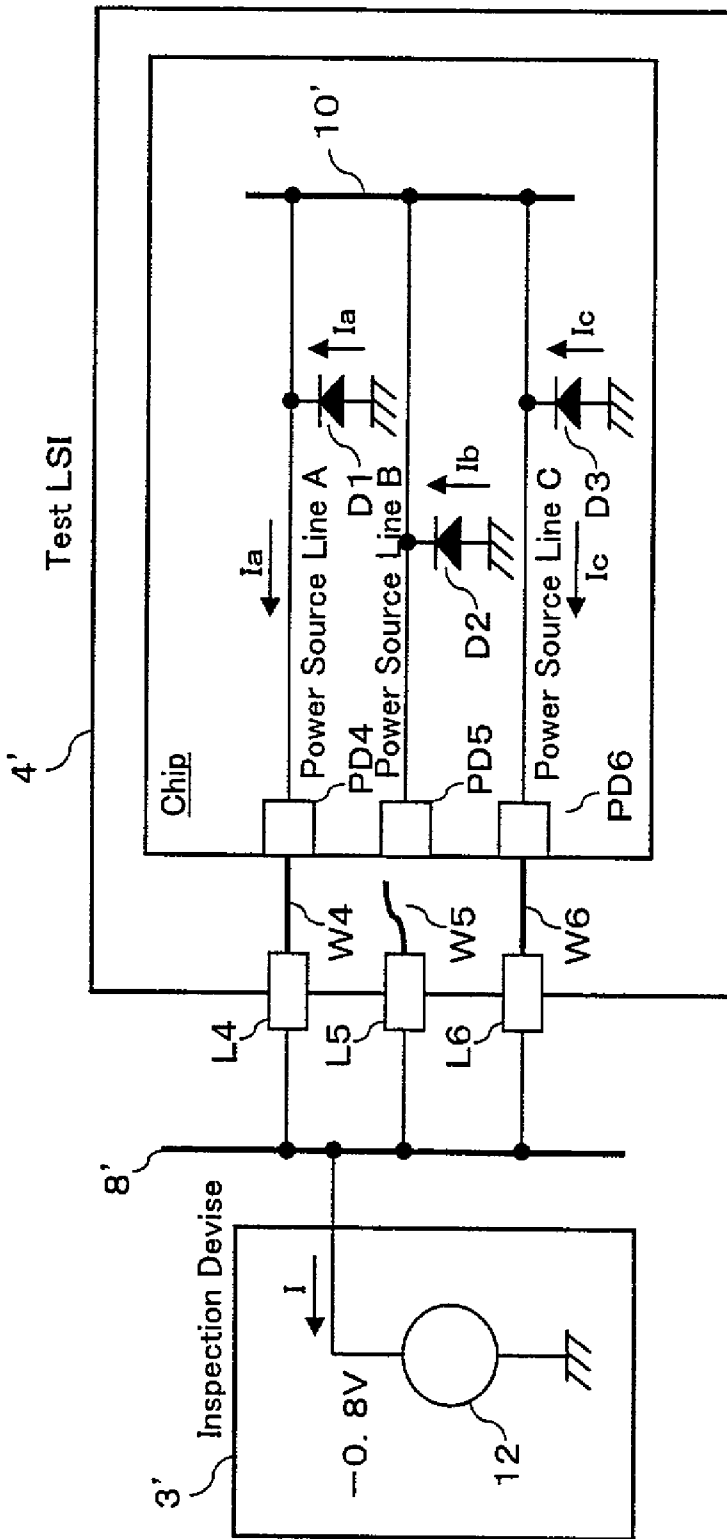 4'
Test LSI
3'
Inspection Devise
8'
Chip
10'
I
−0. 8V
12
L4
L5
L6
W4
W5
W6
Ia
Power Source Line A
PD4
D1
Ia
Power Source Line B
PD5
D2
Ib
Power Source Line C
PD6
Ic
D3
Ic